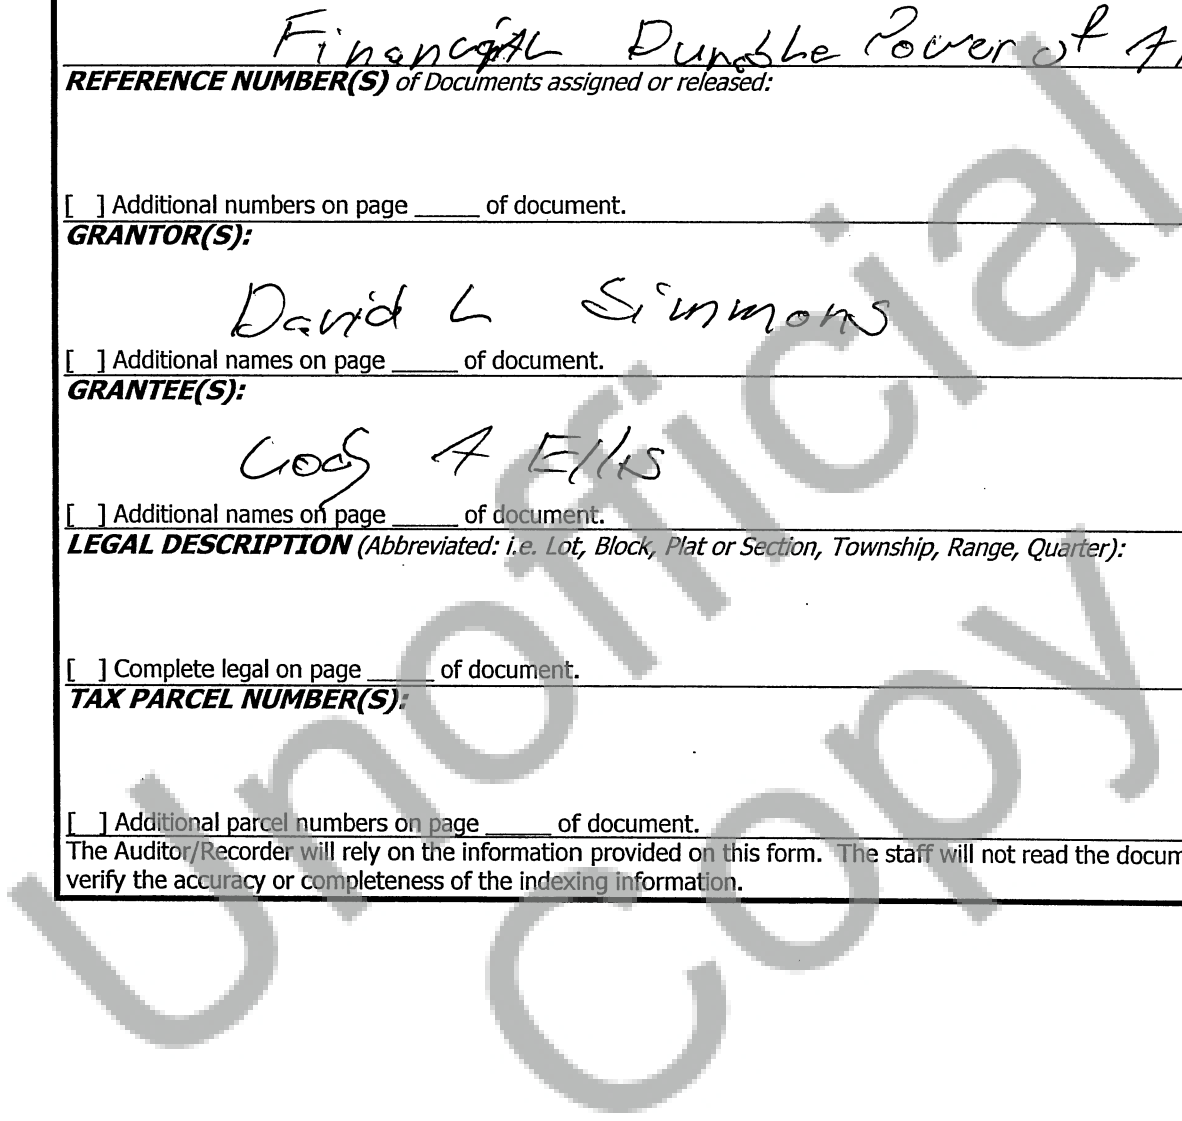 Financial Durable Power of A
REFERENCE NUMBER(S) of Documents assigned or released:
[ ] Additional numbers on page _____ of document.
GRANTOR(S):
David L Simmons
[ ] Additional names on page _____ of document.
GRANTEE(S):
A Ellis
[ ] Additional names on page _____ of document.
LEGAL DESCRIPTION (Abbreviated: i.e. Lot, Block, Plat or Section, Township, Range, Quarter):
[ ] Complete legal on page _____ of document.
TAX PARCEL NUMBER(S):
[ ] Additional parcel numbers on page _____ of document.
The Auditor/Recorder will rely on the information provided on this form. The staff will not read the docum
verify the accuracy or completeness of the indexing information.
Unofficial
Copy